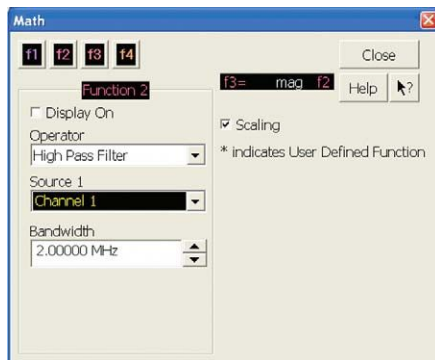 Math
f1 f2 f3 f4
Close
Function 2
f3= mag f2
Help ?
Display On
Operator
High Pass Filter
Scaling
* indicates User Defined Function
Source 1
Channel 1
Bandwidth
2.00000 MHz